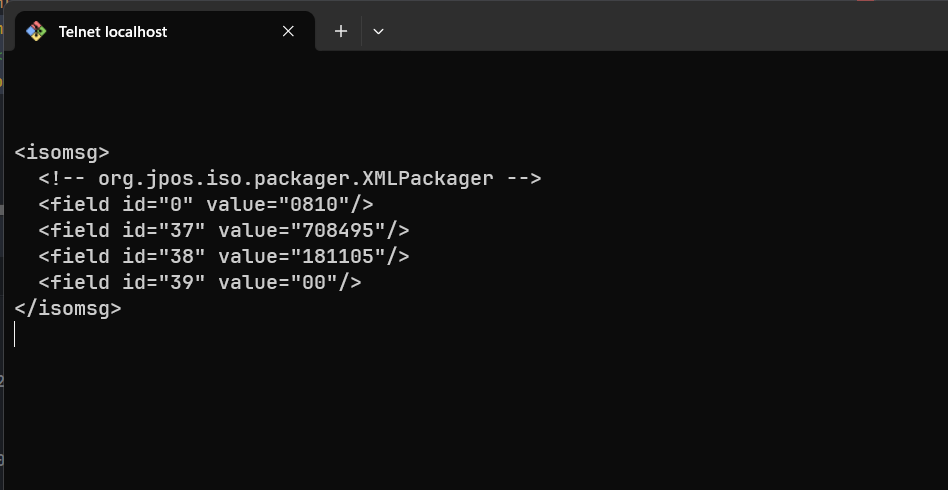 Telnet localhost
<isomsg>
  <!-- org.jpos.iso.packager.XMLPackager -->
  <field id="0" value="0810"/>
  <field id="37" value="708495"/>
  <field id="38" value="181105"/>
  <field id="39" value="00"/>
</isomsg>